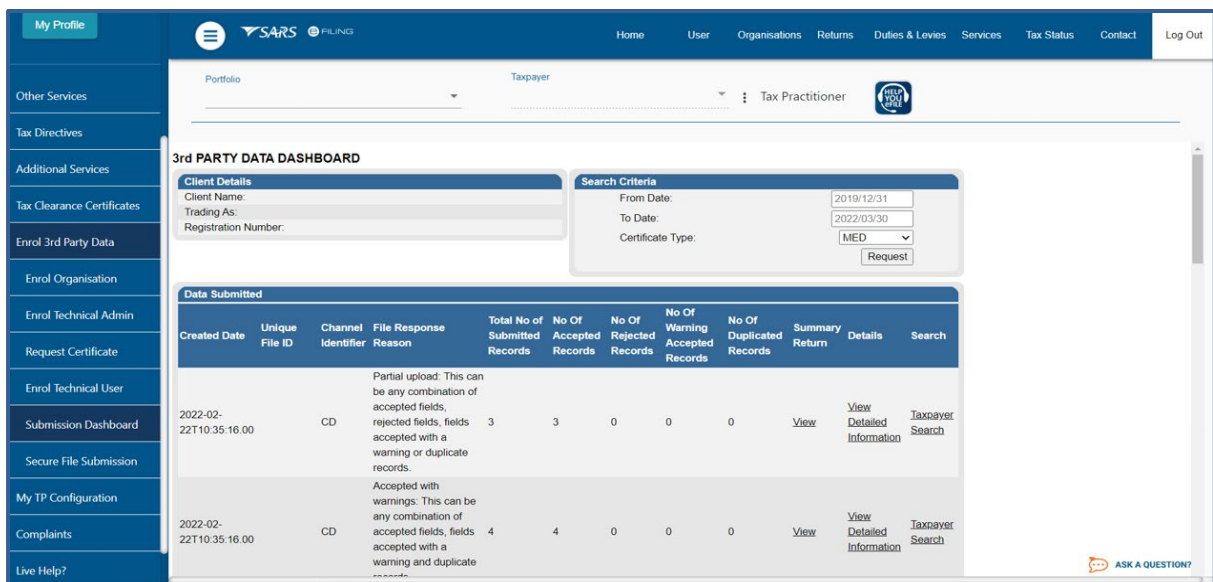 My Profile
SARS eFILING
Home User Organisations Returns Duties & Levies Services Tax Status Contact Log Out
Portfolio
Taxpayer
Tax Practitioner
HELP YOU eFILE
Other Services
Tax Directives
Additional Services
Tax Clearance Certificates
Enrol 3rd Party Data
Enrol Organisation
Enrol Technical Admin
Request Certificate
Enrol Technical User
Submission Dashboard
Secure File Submission
My TP Configuration
Complaints
Live Help?
3rd PARTY DATA DASHBOARD
Client Details
Client Name:
Trading As:
Registration Number:
Search Criteria
From Date: 2019/12/31
To Date: 2022/03/30
Certificate Type: MED
Request
Data Submitted
Created Date
Unique
File ID
Channel
Identifier
File Response
Reason
Total No of
Submitted
Records
No Of
Accepted
Records
No Of
Rejected
Records
No Of
Warning
Accepted
Records
No Of
Duplicated
Records
Summary
Return
Details
Search
2022-02-
22T10:35:16.00
CD
Partial upload: This can
be any combination of
accepted fields,
rejected fields, fields
accepted with a
warning or duplicate
records.
3 3 0 0 0
View
View
Detailed
Information
Taxpayer
Search
2022-02-
22T10:35:16.00
CD
Accepted with
warnings: This can be
any combination of
accepted fields, fields
accepted with a
warning and duplicate
records
4 4 0 0 0
View
View
Detailed
Information
Taxpayer
Search
ASK A QUESTION?